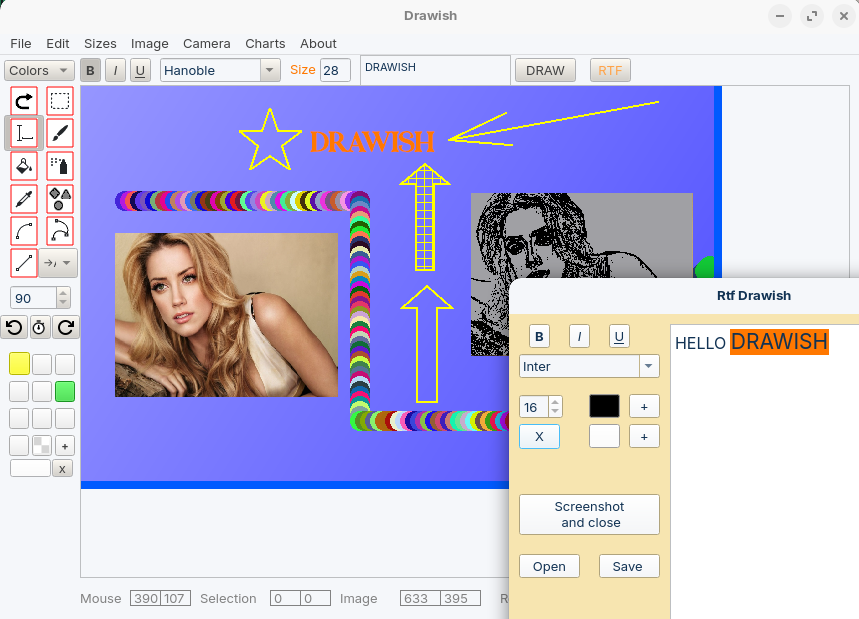 Drawish
File Edit Sizes Image Camera Charts About
Colors B I U Hanoble Size 28 DRAWISH DRAW RTF
DRAWISH
90
Rtf Drawish
B I U
HELLO DRAWISH
Inter
16 +
X +
+
x
Screenshot
and close
Open Save
Mouse 390 107 Selection 0 0 Image 633 395 R